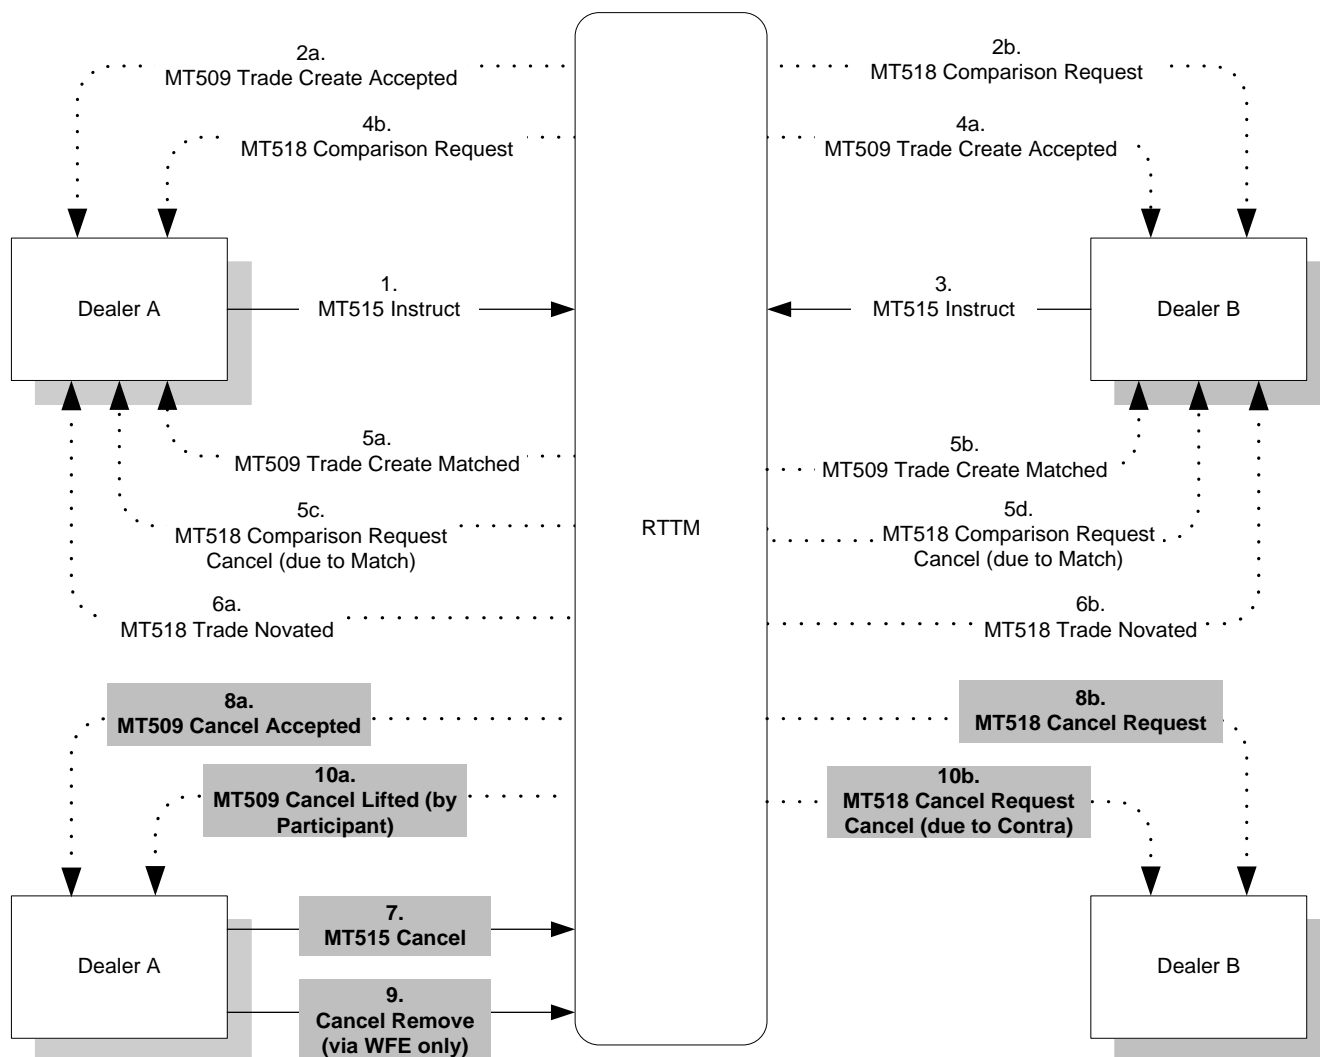 2a.
MT509 Trade Create Accepted
2b.
MT518 Comparison Request
4b.
MT518 Comparison Request
4a.
MT509 Trade Create Accepted
Dealer A
1.
MT515 Instruct
3.
MT515 Instruct
Dealer B
5a.
MT509 Trade Create Matched
5b.
MT509 Trade Create Matched
5c.
MT518 Comparison Request
Cancel (due to Match)
RTTM
5d.
MT518 Comparison Request
Cancel (due to Match)
6a.
MT518 Trade Novated
6b.
MT518 Trade Novated
8a.
MT509 Cancel Accepted
8b.
MT518 Cancel Request
10a.
MT509 Cancel Lifted (by
Participant)
10b.
MT518 Cancel Request
Cancel (due to Contra)
Dealer A
7.
MT515 Cancel
9.
Cancel Remove
(via WFE only)
Dealer B